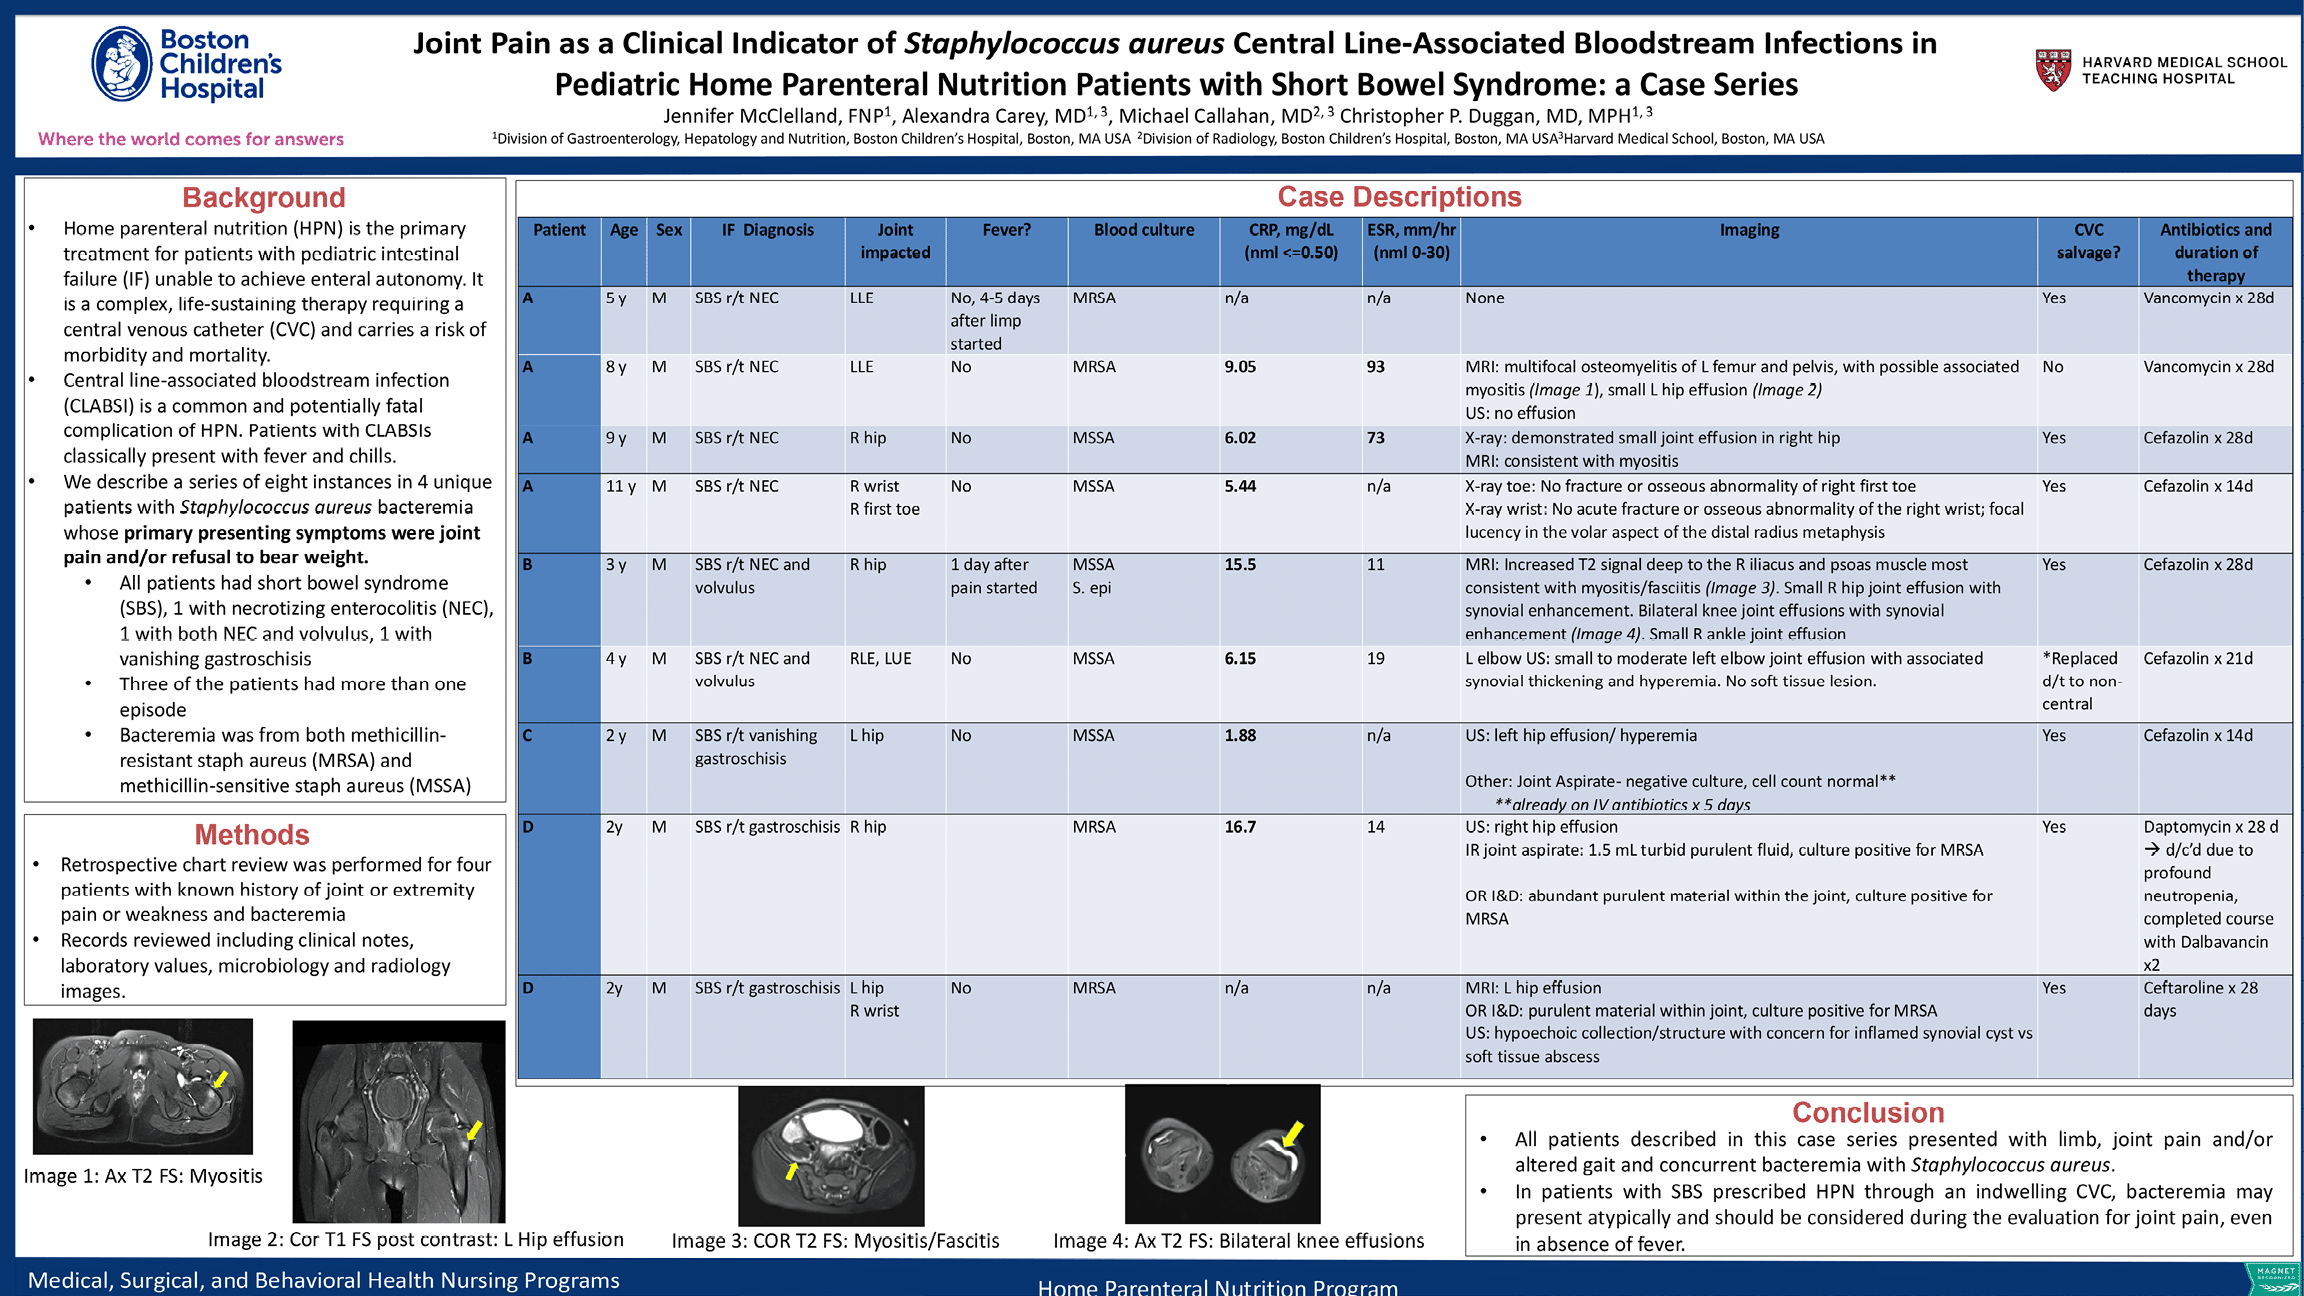 Boston
Children's
Hospital
Where the world comes for answers
Joint Pain as a Clinical Indicator of Staphylococcus aureus Central Line-Associated Bloodstream Infections in
Pediatric Home Parenteral Nutrition Patients with Short Bowel Syndrome: a Case Series
Jennifer McClelland, FNP1, Alexandra Carey, MD1, 3, Michael Callahan, MD2, 3 Christopher P. Duggan, MD, MPH1, 3
1Division of Gastroenterology, Hepatology and Nutrition, Boston Children's Hospital, Boston, MA USA 2Division of Radiology, Boston Children's Hospital, Boston, MA USA3Harvard Medical School, Boston, MA USA
HARVARD MEDICAL SCHOOL
TEACHING HOSPITAL
Background
• Home parenteral nutrition (HPN) is the primary
treatment for patients with pediatric intestinal
failure (IF) unable to achieve enteral autonomy. It
is a complex, life-sustaining therapy requiring a
central venous catheter (CVC) and carries a risk of
morbidity and mortality.
• Central line-associated bloodstream infection
(CLABSI) is a common and potentially fatal
complication of HPN. Patients with CLABSIs
classically present with fever and chills.
• We describe a series of eight instances in 4 unique
patients with Staphylococcus aureus bacteremia
whose primary presenting symptoms were joint
pain and/or refusal to bear weight.
• All patients had short bowel syndrome
(SBS), 1 with necrotizing enterocolitis (NEC),
1 with both NEC and volvulus, 1 with
vanishing gastroschisis
• Three of the patients had more than one
episode
• Bacteremia was from both methicillin-
resistant staph aureus (MRSA) and
methicillin-sensitive staph aureus (MSSA)
Methods
• Retrospective chart review was performed for four
patients with known history of joint or extremity
pain or weakness and bacteremia
• Records reviewed including clinical notes,
laboratory values, microbiology and radiology
images.
Case Descriptions
Patient Age Sex IF Diagnosis Joint impacted Fever? Blood culture CRP, mg/dL (nml <=0.50) ESR, mm/hr (nml 0-30) Imaging CVC salvage? Antibiotics and duration of therapy
A 5 y M SBS r/t NEC LLE No, 4-5 days MRSA n/a n/a None Yes Vancomycin x 28d
after limp
started
A 8 y M SBS r/t NEC LLE No MRSA 9.05 93 MRI: multifocal osteomyelitis of L femur and pelvis, with possible associated No Vancomycin x 28d
myositis (Image 1), small L hip effusion (Image 2)
US: no effusion
A 9 y M SBS r/t NEC R hip No MSSA 6.02 73 X-ray: demonstrated small joint effusion in right hip Yes Cefazolin x 28d
MRI: consistent with myositis
A 11 y M SBS r/t NEC R wrist No MSSA 5.44 n/a X-ray toe: No fracture or osseous abnormality of right first toe Yes Cefazolin x 14d
R first toe X-ray wrist: No acute fracture or osseous abnormality of the right wrist; focal
lucency in the volar aspect of the distal radius metaphysis
B 3 y M SBS r/t NEC and R hip 1 day after MSSA 15.5 11 MRI: Increased T2 signal deep to the R iliacus and psoas muscle most Yes Cefazolin x 28d
volvulus pain started S. epi consistent with myositis/fasciitis (Image 3). Small R hip joint effusion with
synovial enhancement. Bilateral knee joint effusions with synovial
enhancement (Image 4). Small R ankle joint effusion
B 4 y M SBS r/t NEC and RLE, LUE No MSSA 6.15 19 L elbow US: small to moderate left elbow joint effusion with associated *Replaced Cefazolin x 21d
volvulus synovial thickening and hyperemia. No soft tissue lesion. d/t to non-
central
C 2 y M SBS r/t vanishing L hip No MSSA 1.88 n/a US: left hip effusion/ hyperemia Yes Cefazolin x 14d
gastroschisis
Other: Joint Aspirate- negative culture, cell count normal**
**already on IV antibiotics x 5 days
D 2y M SBS r/t gastroschisis R hip MRSA 16.7 14 US: right hip effusion Yes Daptomycin x 28 d
IR joint aspirate: 1.5 mL turbid purulent fluid, culture positive for MRSA → d/c'd due to
profound
OR I&D: abundant purulent material within the joint, culture positive for neutropenia,
MRSA completed course
with Dalbavancin
x2
D 2y M SBS r/t gastroschisis L hip No MRSA n/a n/a MRI: L hip effusion Yes Ceftaroline x 28
R wrist OR I&D: purulent material within joint, culture positive for MRSA days
US: hypoechoic collection/structure with concern for inflamed synovial cyst vs
soft tissue abscess
Image 1: Ax T2 FS: Myositis
Image 2: Cor T1 FS post contrast: L Hip effusion
Image 3: COR T2 FS: Myositis/Fascitis
Image 4: Ax T2 FS: Bilateral knee effusions
Conclusion
• All patients described in this case series presented with limb, joint pain and/or
altered gait and concurrent bacteremia with Staphylococcus aureus.
• In patients with SBS prescribed HPN through an indwelling CVC, bacteremia may
present atypically and should be considered during the evaluation for joint pain, even
in absence of fever.
Medical, Surgical, and Behavioral Health Nursing Programs
Home Parenteral Nutrition Program
MAGNET
RECOGNIZED